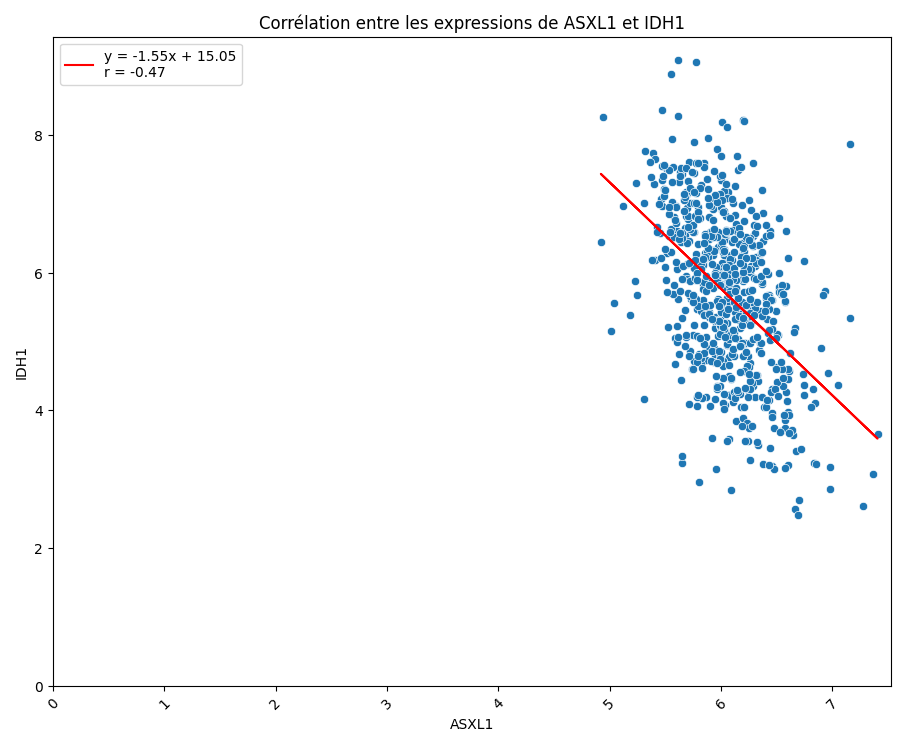 Corrélation entre les expressions de ASXL1 et IDH1
y = -1.55x + 15.05
r = -0.47
8
6
4
2
0
IDH1
0
1
2
3
4
5
6
7
ASXL1